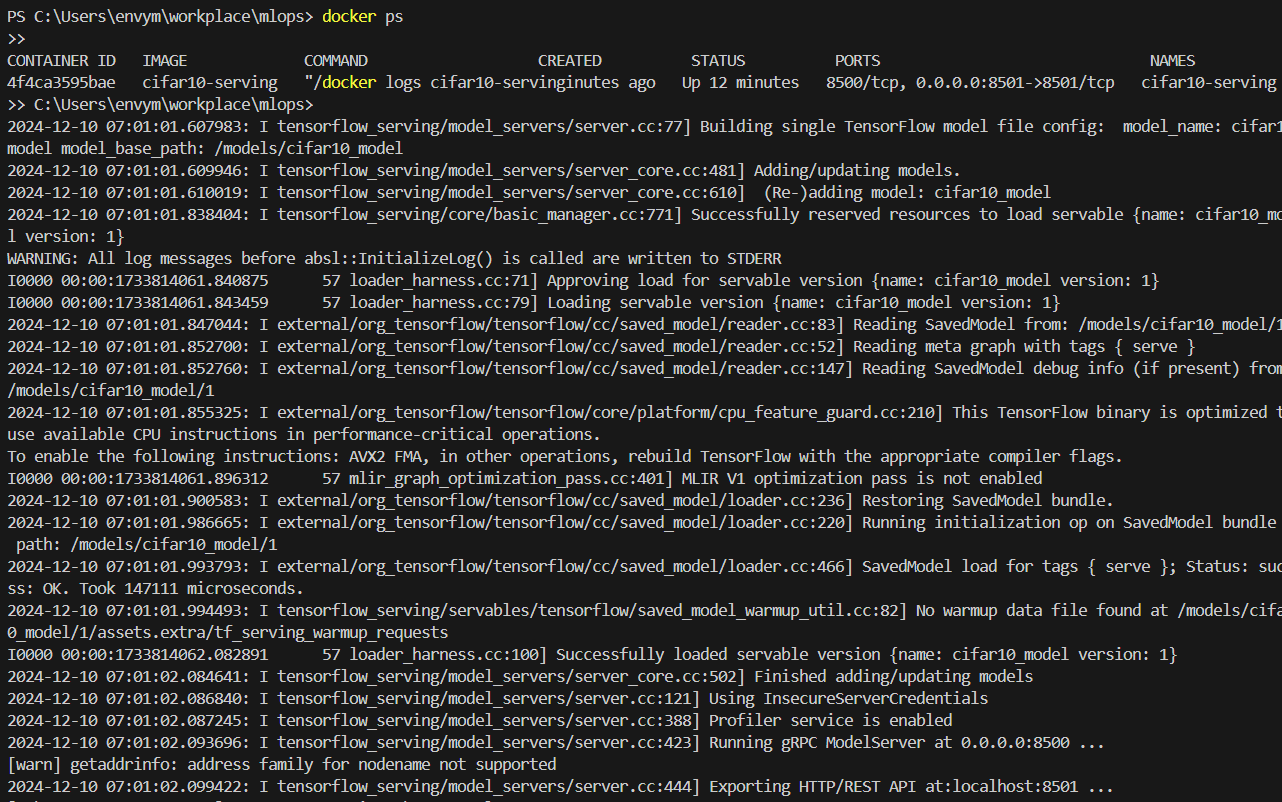 PS C:\Users\envym\workplace\mlops> docker ps
>>
CONTAINER ID   IMAGE             COMMAND                   CREATED          STATUS          PORTS                              NAMES
4f4ca3595bae   cifar10-serving   "/docker logs cifar10-servinginutes ago   Up 12 minutes   8500/tcp, 0.0.0.0:8501->8501/tcp   cifar10-serving
>> C:\Users\envym\workplace\mlops>
2024-12-10 07:01:01.607983: I tensorflow_serving/model_servers/server.cc:77] Building single TensorFlow model file config:  model_name: cifar1
model model_base_path: /models/cifar10_model
2024-12-10 07:01:01.609946: I tensorflow_serving/model_servers/server_core.cc:481] Adding/updating models.
2024-12-10 07:01:01.610019: I tensorflow_serving/model_servers/server_core.cc:610]  (Re-)adding model: cifar10_model
2024-12-10 07:01:01.838404: I tensorflow_serving/core/basic_manager.cc:771] Successfully reserved resources to load servable {name: cifar10_mo
l version: 1}
WARNING: All log messages before absl::InitializeLog() is called are written to STDERR
I0000 00:00:1733814061.840875      57 loader_harness.cc:71] Approving load for servable version {name: cifar10_model version: 1}
I0000 00:00:1733814061.843459      57 loader_harness.cc:79] Loading servable version {name: cifar10_model version: 1}
2024-12-10 07:01:01.847044: I external/org_tensorflow/tensorflow/cc/saved_model/reader.cc:83] Reading SavedModel from: /models/cifar10_model/1
2024-12-10 07:01:01.852700: I external/org_tensorflow/tensorflow/cc/saved_model/reader.cc:52] Reading meta graph with tags { serve }
2024-12-10 07:01:01.852760: I external/org_tensorflow/tensorflow/cc/saved_model/reader.cc:147] Reading SavedModel debug info (if present) from
/models/cifar10_model/1
2024-12-10 07:01:01.855325: I external/org_tensorflow/tensorflow/core/platform/cpu_feature_guard.cc:210] This TensorFlow binary is optimized t
use available CPU instructions in performance-critical operations.
To enable the following instructions: AVX2 FMA, in other operations, rebuild TensorFlow with the appropriate compiler flags.
I0000 00:00:1733814061.896312      57 mlir_graph_optimization_pass.cc:401] MLIR V1 optimization pass is not enabled
2024-12-10 07:01:01.900583: I external/org_tensorflow/tensorflow/cc/saved_model/loader.cc:236] Restoring SavedModel bundle.
2024-12-10 07:01:01.986665: I external/org_tensorflow/tensorflow/cc/saved_model/loader.cc:220] Running initialization op on SavedModel bundle
 path: /models/cifar10_model/1
2024-12-10 07:01:01.993793: I external/org_tensorflow/tensorflow/cc/saved_model/loader.cc:466] SavedModel load for tags { serve }; Status: suc
ss: OK. Took 147111 microseconds.
2024-12-10 07:01:01.994493: I tensorflow_serving/servables/tensorflow/saved_model_warmup_util.cc:82] No warmup data file found at /models/cifa
0_model/1/assets.extra/tf_serving_warmup_requests
I0000 00:00:1733814062.082891      57 loader_harness.cc:100] Successfully loaded servable version {name: cifar10_model version: 1}
2024-12-10 07:01:02.084641: I tensorflow_serving/model_servers/server_core.cc:502] Finished adding/updating models
2024-12-10 07:01:02.086840: I tensorflow_serving/model_servers/server.cc:121] Using InsecureServerCredentials
2024-12-10 07:01:02.087245: I tensorflow_serving/model_servers/server.cc:388] Profiler service is enabled
2024-12-10 07:01:02.093696: I tensorflow_serving/model_servers/server.cc:423] Running gRPC ModelServer at 0.0.0.0:8500 ...
[warn] getaddrinfo: address family for nodename not supported
2024-12-10 07:01:02.099422: I tensorflow_serving/model_servers/server.cc:444] Exporting HTTP/REST API at:localhost:8501 ...